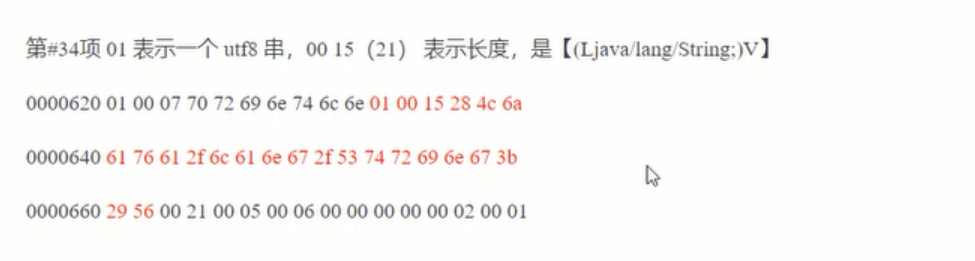 第#34项 01 表示一个 utf8 串，00 15（21） 表示长度，是【(Ljava/lang/String;)V】
0000620 01 00 07 70 72 69 6e 74 6c 6e 01 00 15 28 4c 6a
0000640 61 76 61 2f 6c 61 6e 67 2f 53 74 72 69 6e 67 3b
0000660 29 56 00 21 00 05 00 06 00 00 00 00 00 02 00 01